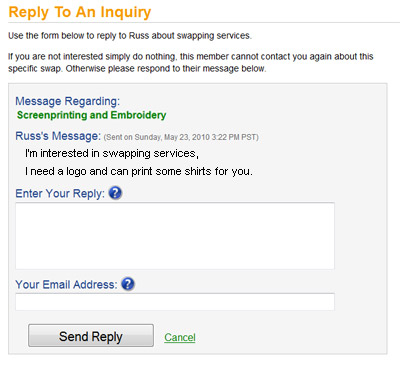 Reply To An Inquiry
Use the form below to reply to Russ about swapping services.
If you are not interested simply do nothing, this member cannot contact you again about this
specific swap. Otherwise please respond to their message below.
Message Regarding:
Screenprinting and Embroidery
Russ's Message: (Sent on Sunday, May 23, 2010 3:22 PM PST)
I'm interested in swapping services,
I need a logo and can print some shirts for you.
Enter Your Reply: ?
Your Email Address: ?
Send Reply Cancel